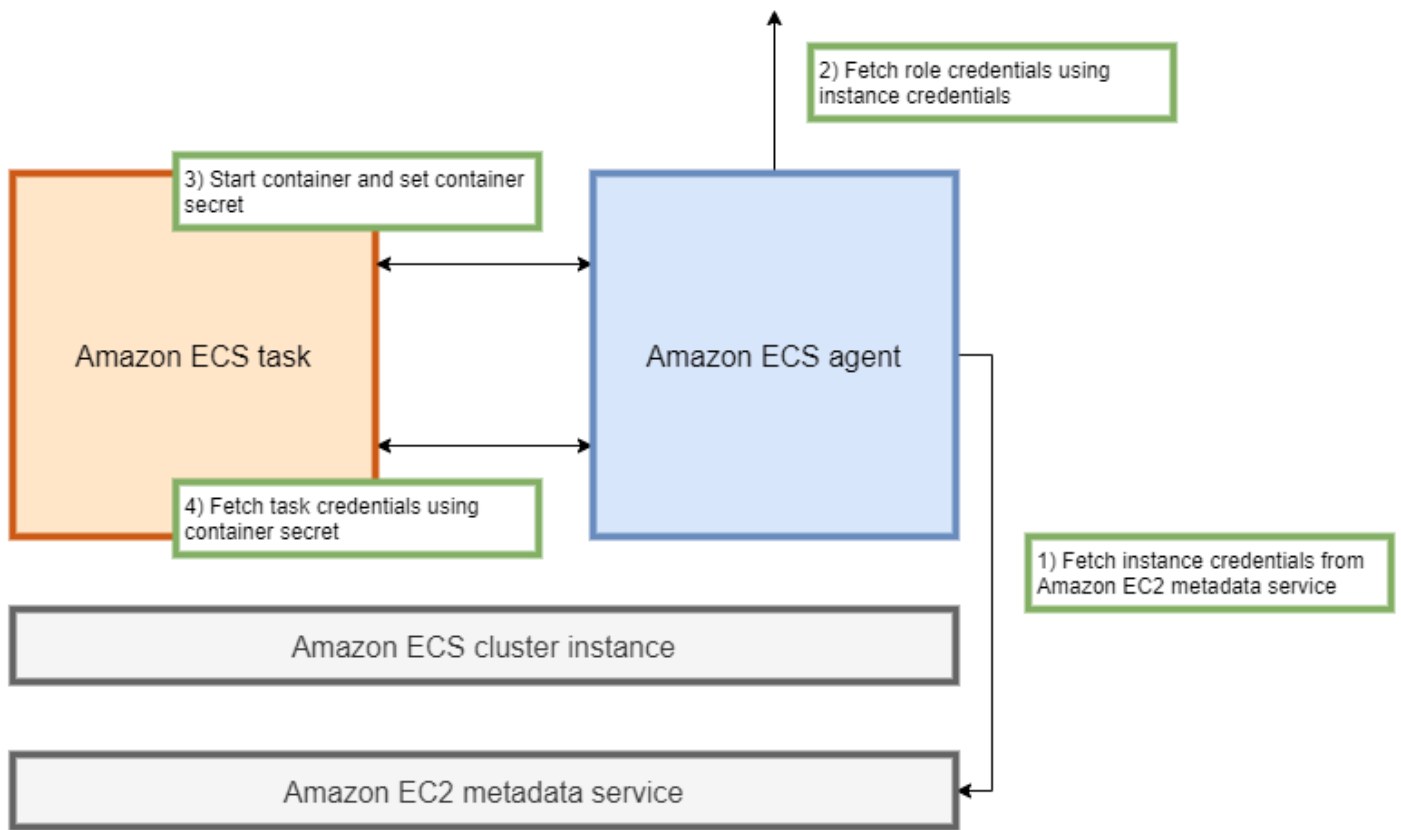 2) Fetch role credentials using
instance credentials
3) Start container and set container
secret
Amazon ECS task
Amazon ECS agent
4) Fetch task credentials using
container secret
1) Fetch instance credentials from
Amazon EC2 metadata service
Amazon ECS cluster instance
Amazon EC2 metadata service